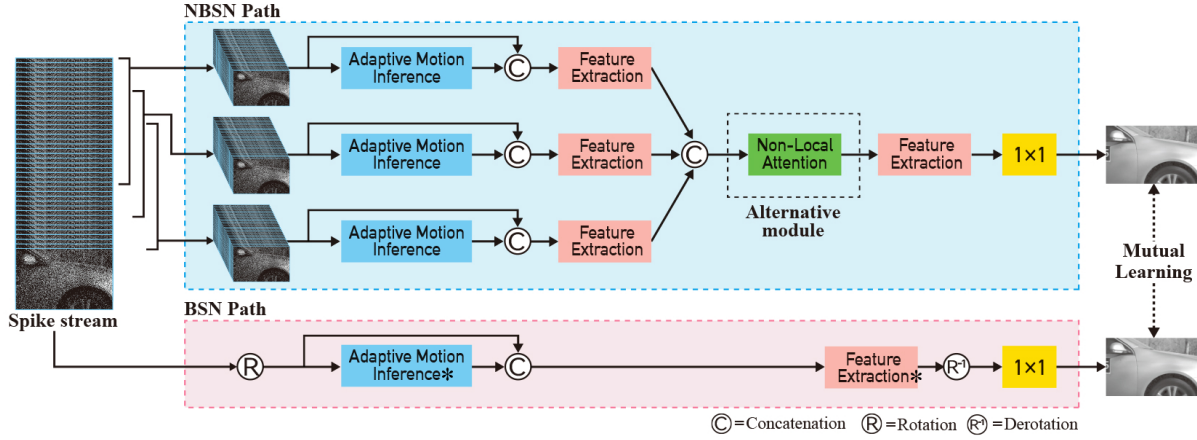 NBSN Path
Adaptive Motion
Inference
C
Feature
Extraction
Adaptive Motion
Inference
C
Feature
Extraction
C
Non-Local
Attention
Feature
Extraction
1×1
Alternative
module
Adaptive Motion
Inference
C
Feature
Extraction
Mutual
Learning
Spike stream
BSN Path
R
Adaptive Motion
Inference*
C
Feature
Extraction*
R⁻¹
1×1
C =Concatenation R =Rotation R⁻¹ =Derotation